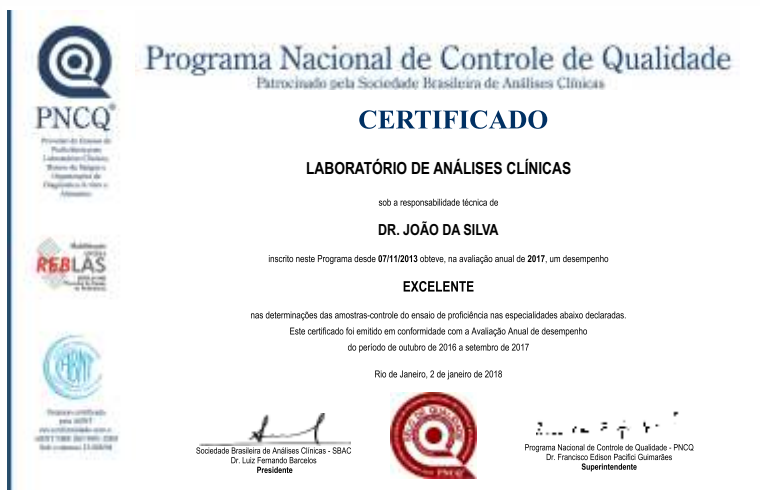 Programa Nacional de Controle de Qualidade
Patrocinado pela Sociedade Brasileira de Análises Clínicas
PNCQ®
CERTIFICADO
LABORATÓRIO DE ANÁLISES CLÍNICAS
sob a responsabilidade técnica de
DR. JOÃO DA SILVA
inscrito neste Programa desde 07/11/2013 obteve, na avaliação anual de 2017, um desempenho
EXCELENTE
nas determinações das amostras-controle do ensaio de proficiência nas especialidades abaixo declaradas.
Este certificado foi emitido em conformidade com a Avaliação Anual de desempenho
do período de outubro de 2016 a setembro de 2017
Rio de Janeiro, 2 de janeiro de 2018
REBLAS
ABNT
SELO DE QUALIDADE
PNCQ
Sociedade Brasileira de Análises Clínicas - SBAC
Dr. Luiz Fernando Barcelos
Presidente
Programa Nacional de Controle de Qualidade - PNCQ
Dr. Francisco Edison Pacifici Guimarães
Superintendente